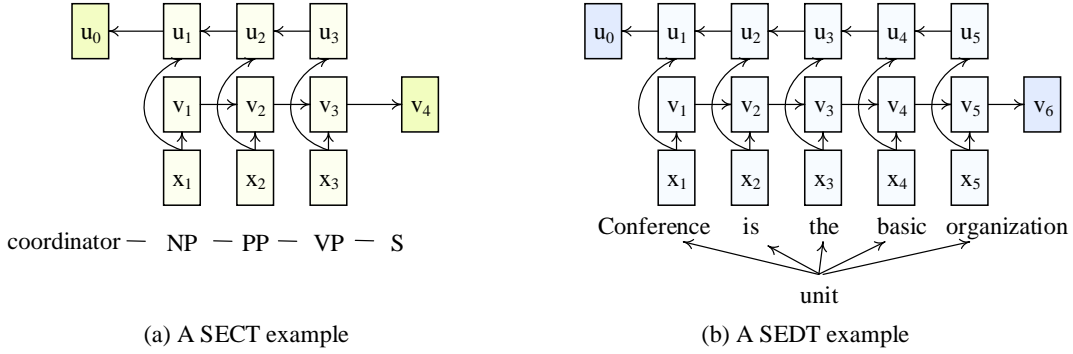 u0 u1 u2 u3
v1 v2 v3 v4
x1 x2 x3
coordinator — NP — PP — VP — S
(a) A SECT example
u0 u1 u2 u3 u4 u5
v1 v2 v3 v4 v5 v6
x1 x2 x3 x4 x5
Conference is the basic organization
unit
(b) A SEDT example